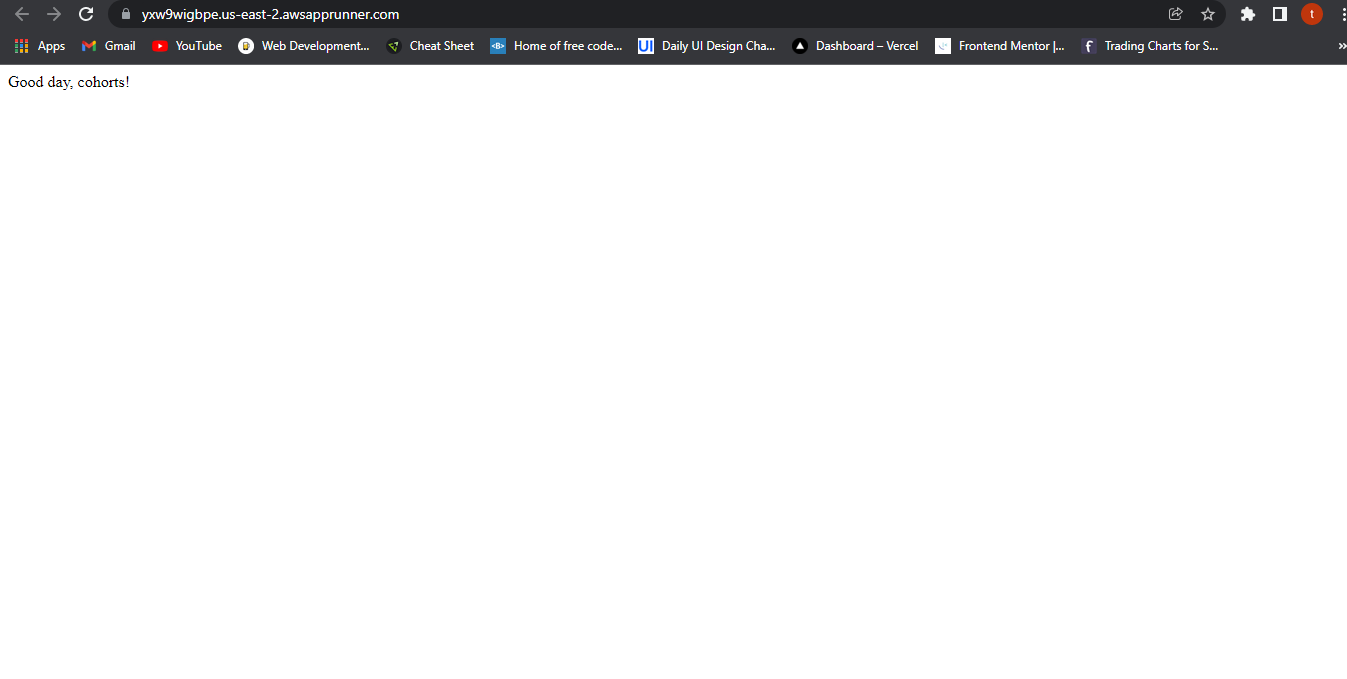 yxw9wigbpe.us-east-2.awsapprunner.com
Apps Gmail YouTube Web Development... Cheat Sheet Home of free code... UI Daily UI Design Cha... Dashboard – Vercel Frontend Mentor |... Trading Charts for S... »
Good day, cohorts!